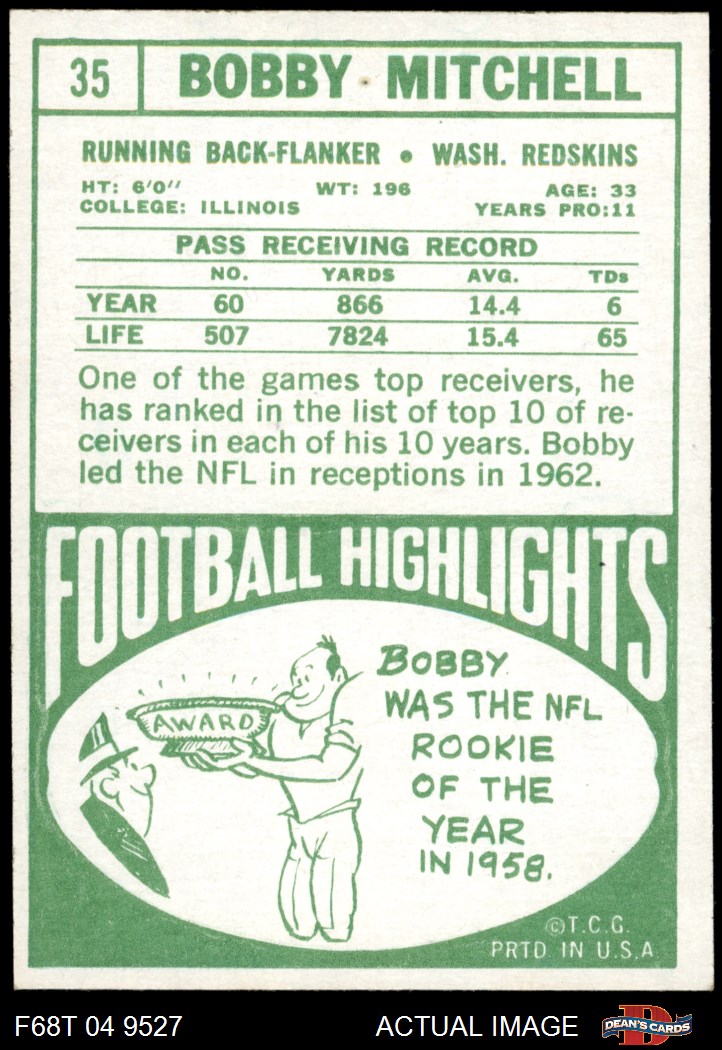 35 BOBBY MITCHELL
RUNNING BACK-FLANKER • WASH. REDSKINS
HT: 6'0" WT: 196 AGE: 33
COLLEGE: ILLINOIS YEARS PRO:11
PASS RECEIVING RECORD
NO. YARDS AVG. TDs
YEAR 60 866 14.4 6
LIFE 507 7824 15.4 65
One of the games top receivers, he
has ranked in the list of top 10 of re-
ceivers in each of his 10 years. Bobby
led the NFL in receptions in 1962.
FOOTBALL HIGHLIGHTS
AWARD
BOBBY
WAS THE NFL
ROOKIE
OF THE
YEAR
IN 1958.
©T.C.G.
PRTD IN U.S.A
F68T 04 9527 ACTUAL IMAGE D DEAN'S CARDS